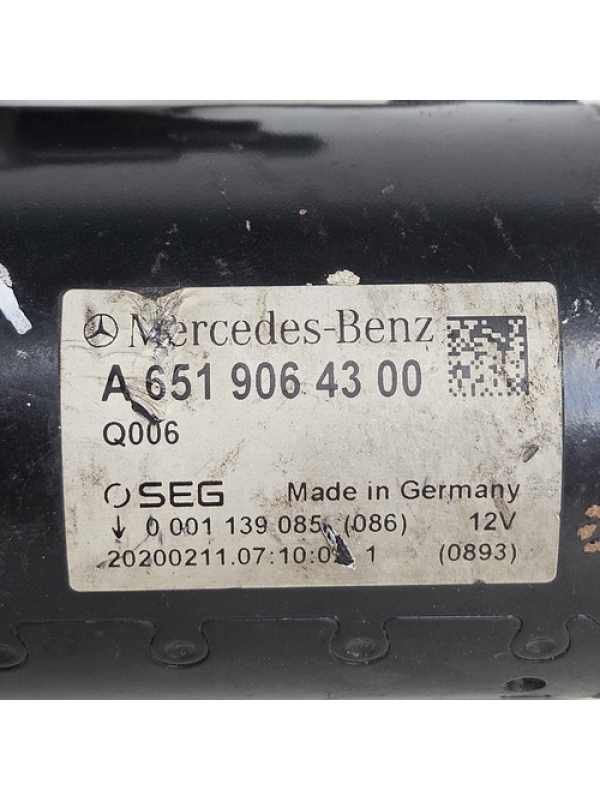 Mercedes-Benz
A 651 906 43 00
Q006
SEG Made in Germany
0 001 139 085 (086) 12V
20200211.07:10:0 1 (0893)